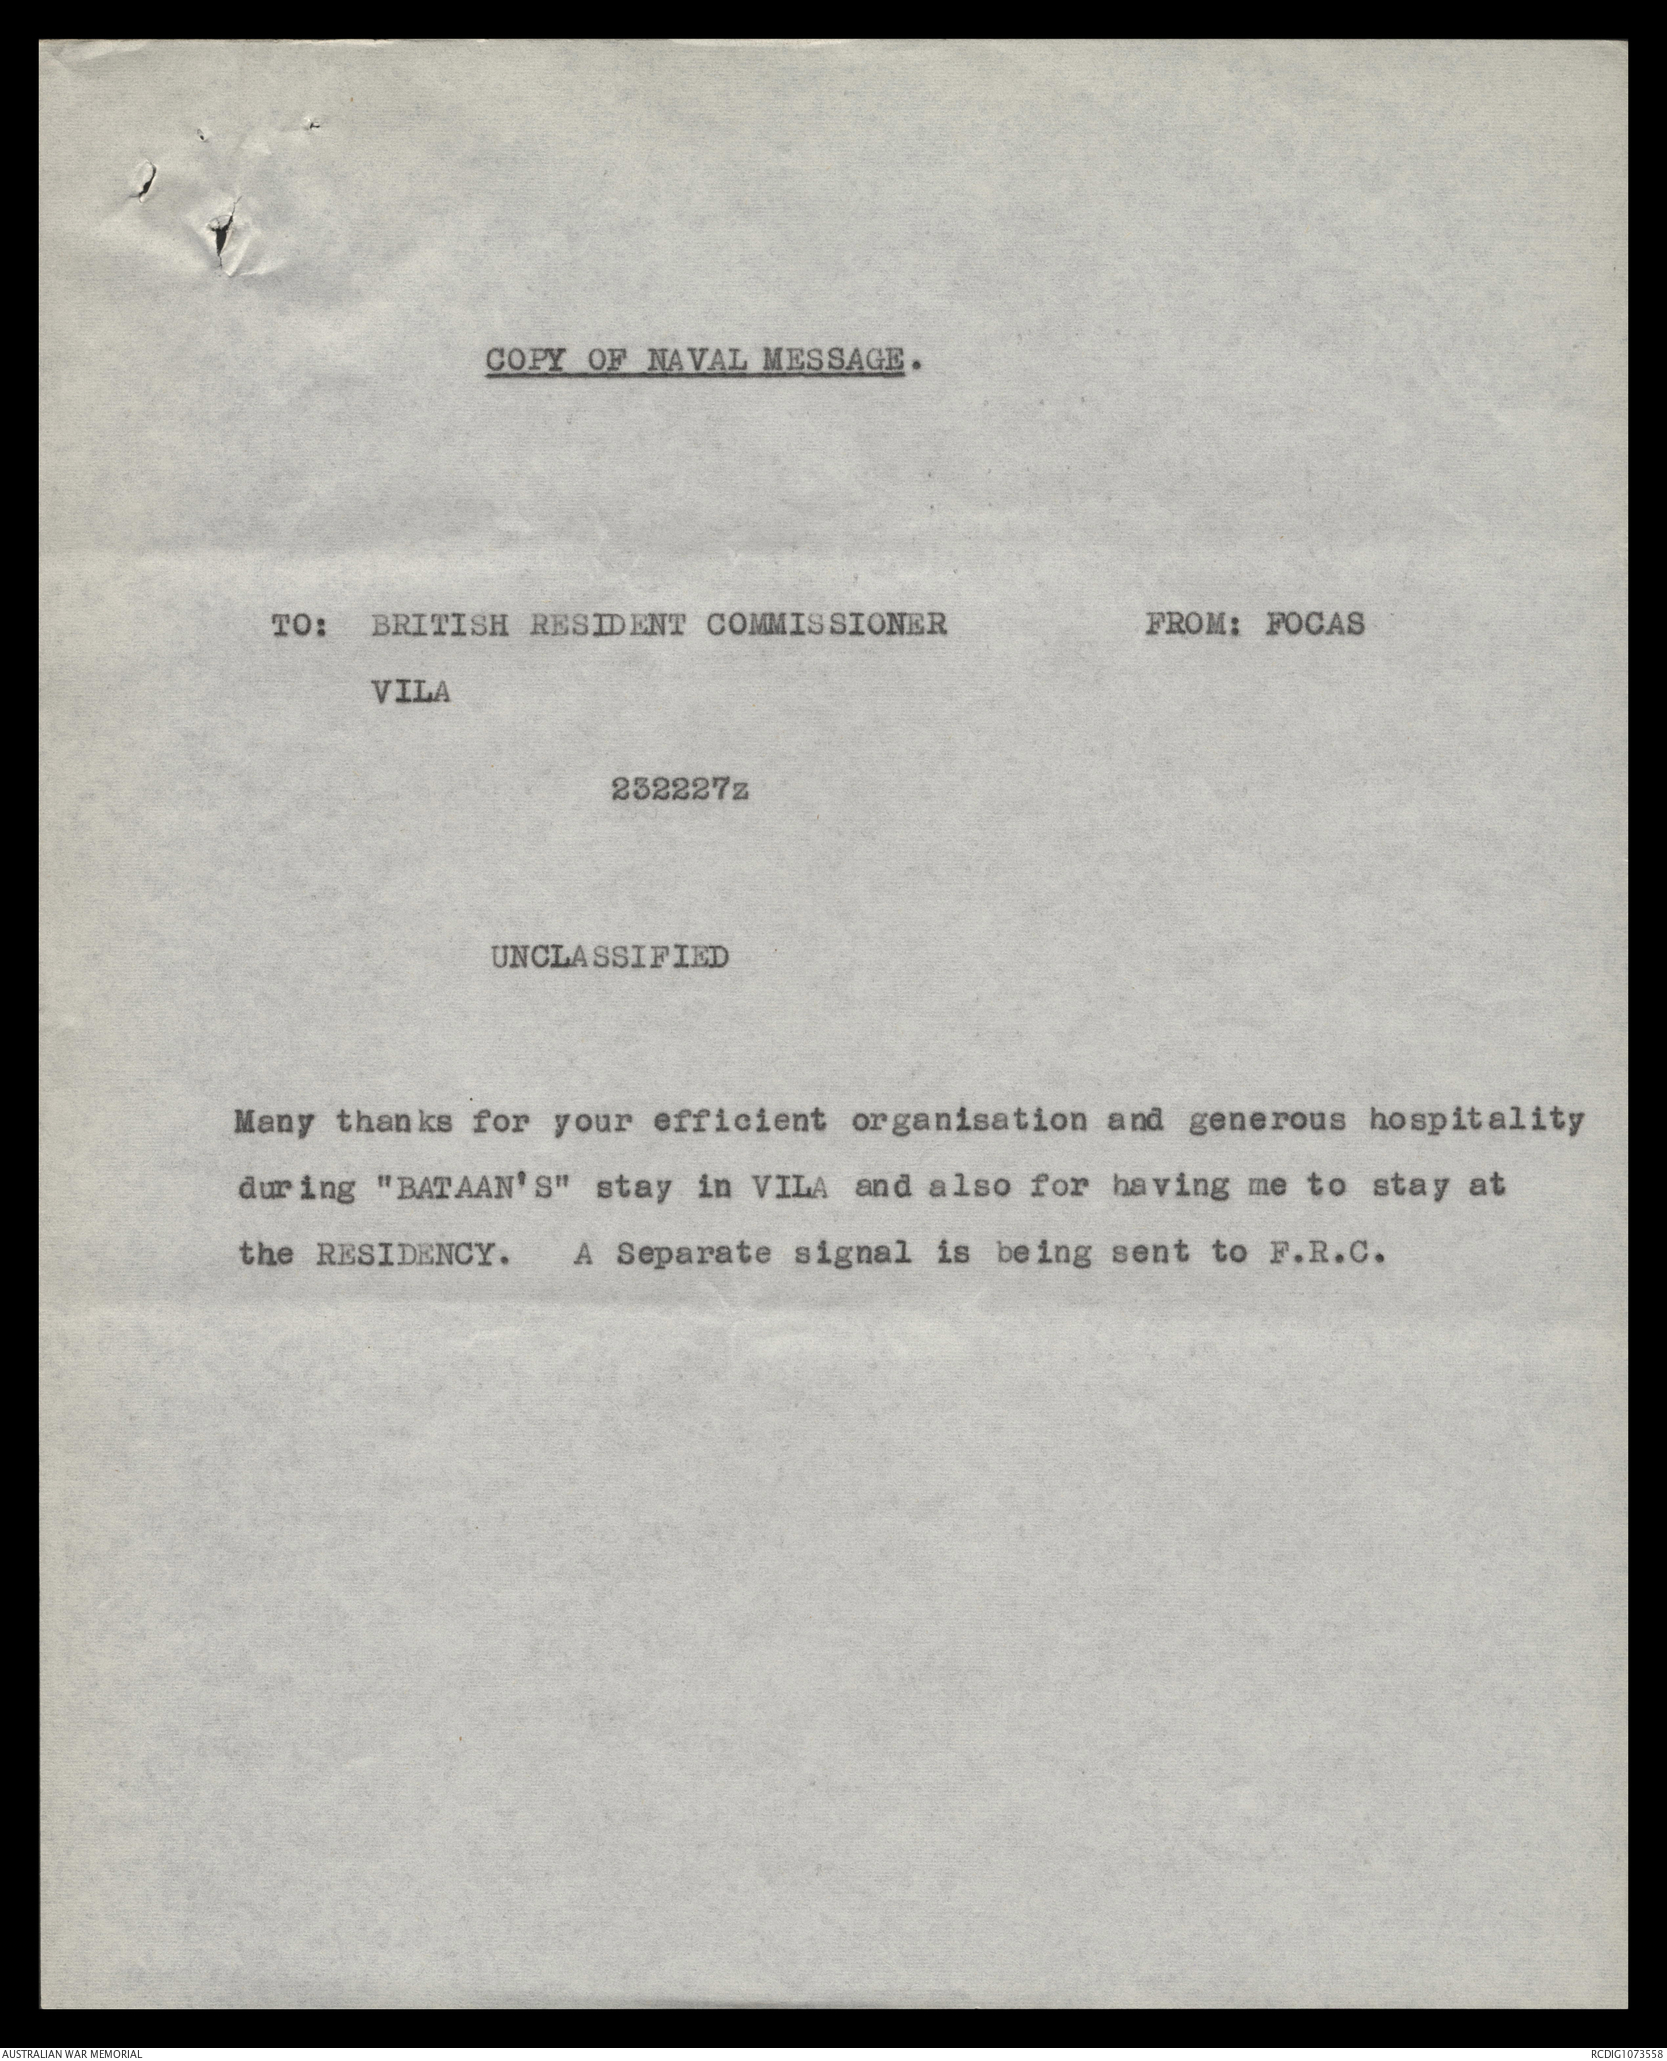 COPY OF NAVAL MESSAGE.
TO: BRITISH RESIDENT COMMISSIONER FROM: FOCAS
VILA
232227z
UNCLASSIFIED
Many thanks for your efficient organisation and generous hospitality
during "BATAAN'S" stay in VILA and also for having me to stay at
the RESIDENCY. A Separate signal is being sent to F.R.C.
AUSTRALIAN WAR MEMORIAL RCDIG1073558